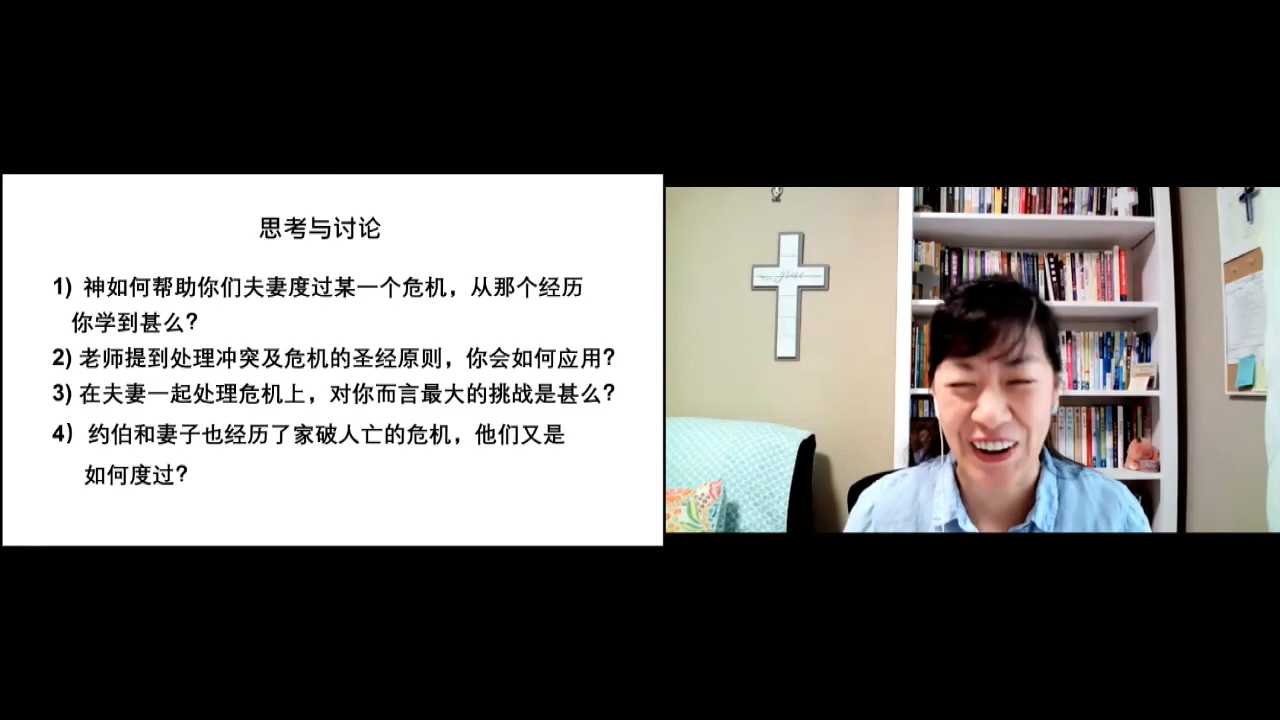 思考与讨论
1) 神如何帮助你们夫妻度过某一个危机，从那个经历
你学到甚么？
2) 老师提到处理冲突及危机的圣经原则，你会如何应用？
3) 在夫妻一起处理危机上，对你而言最大的挑战是甚么？
4）约伯和妻子也经历了家破人亡的危机，他们又是
如何度过？
grace